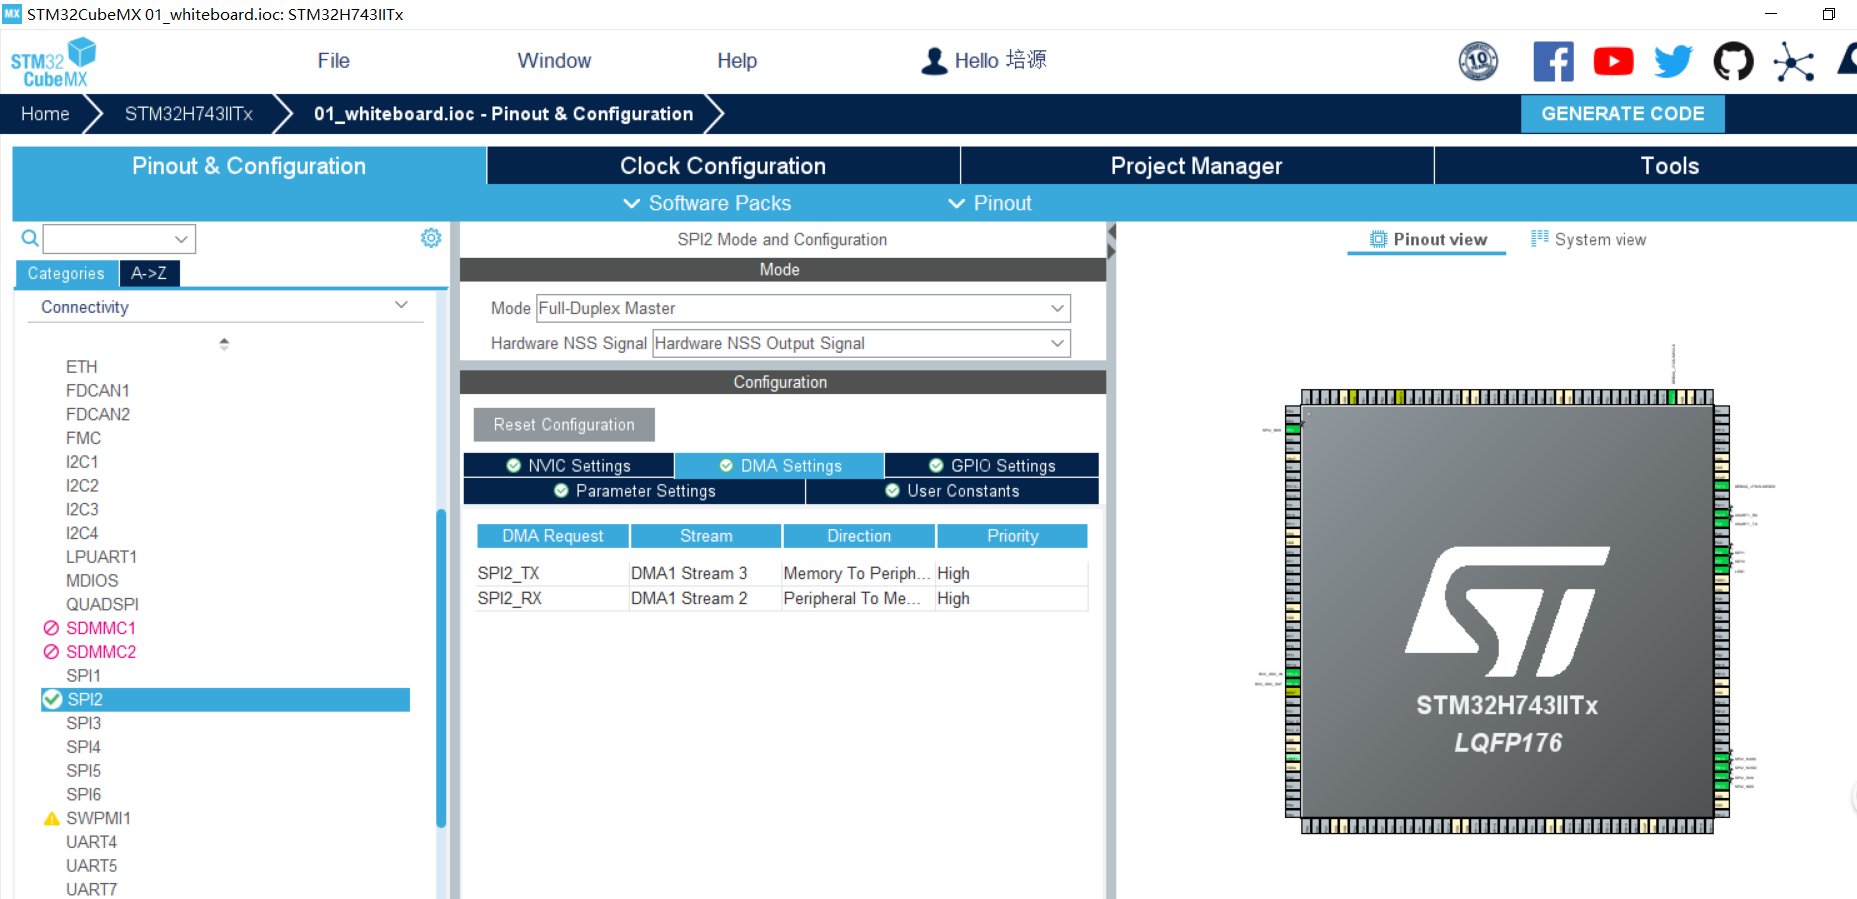 MX STM32CubeMX 01_whiteboard.ioc: STM32H743IITx
STM32 CubeMX
File
Window
Help
Hello 培源
10
Home
STM32H743IITx
01_whiteboard.ioc - Pinout & Configuration
GENERATE CODE
Pinout & Configuration
Clock Configuration
Project Manager
Tools
Software Packs
Pinout
Categories
A->Z
Connectivity
ETH
FDCAN1
FDCAN2
FMC
I2C1
I2C2
I2C3
I2C4
LPUART1
MDIOS
QUADSPI
SDMMC1
SDMMC2
SPI1
SPI2
SPI3
SPI4
SPI5
SPI6
SWPMI1
UART4
UART5
UART7
SPI2 Mode and Configuration
Mode
Mode Full-Duplex Master
Hardware NSS Signal Hardware NSS Output Signal
Configuration
Reset Configuration
NVIC Settings
DMA Settings
GPIO Settings
Parameter Settings
User Constants
DMA Request Stream Direction Priority
SPI2_TX DMA1 Stream 3 Memory To Periph... High
SPI2_RX DMA1 Stream 2 Peripheral To Me... High
Pinout view
System view
ST
STM32H743IITx
LQFP176